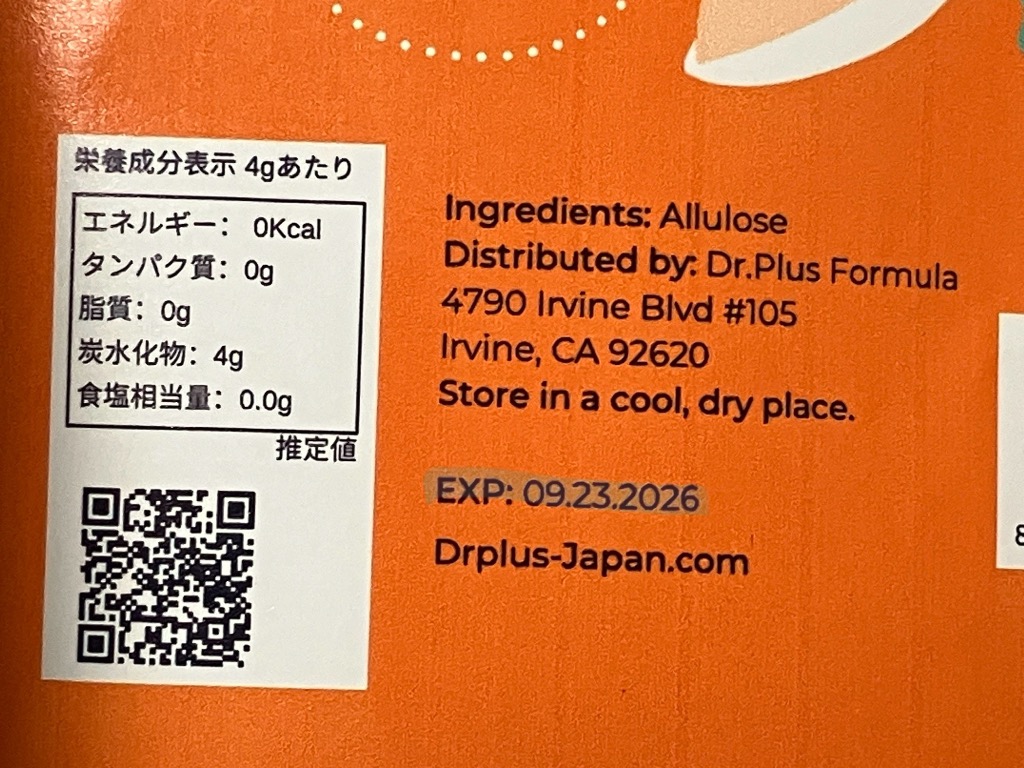 栄養成分表示 4gあたり
エネルギー: 0Kcal
タンパク質: 0g
脂質: 0g
炭水化物: 4g
食塩相当量: 0.0g
推定値
Ingredients: Allulose
Distributed by: Dr.Plus Formula
4790 Irvine Blvd #105
Irvine, CA 92620
Store in a cool, dry place.
EXP: 09.23.2026
Drplus-Japan.com